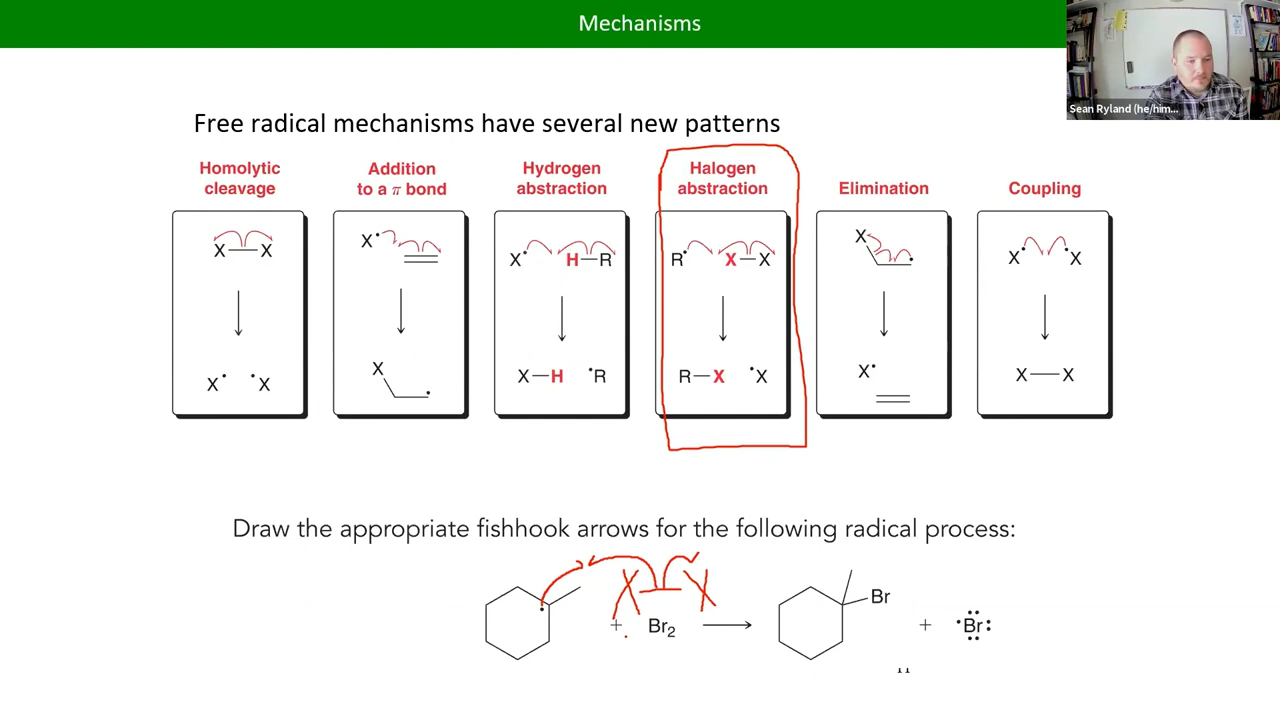 Mechanisms
Sean Ryland (he/him...
Free radical mechanisms have several new patterns
Homolytic cleavage
Addition to a π bond
Hydrogen abstraction
Halogen abstraction
Elimination
Coupling
X—X
X•
X•
H—R
R•
X—X
X
X•
•X
X• •X
X
X—H •R
R—X •X
X•
X—X
Draw the appropriate fishhook arrows for the following radical process:
X—X
+ Br2
Br
+ •Br: